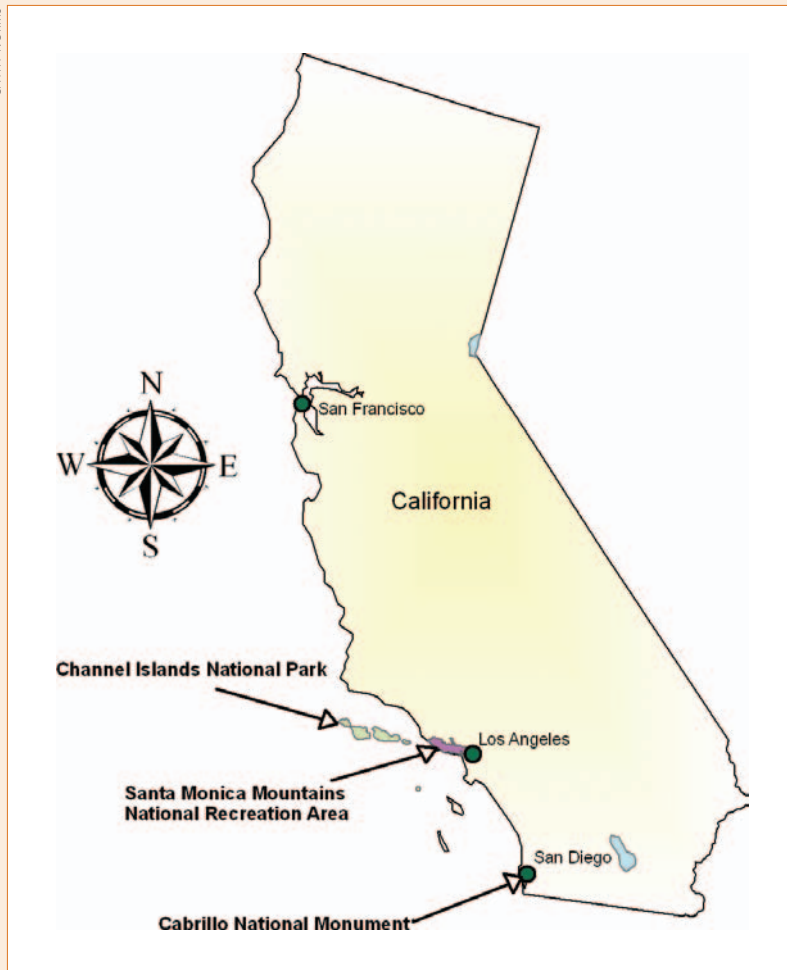 N
San Francisco
W
E
S
California
Channel Islands National Park
Los Angeles
Santa Monica Mountains
National Recreation Area
San Diego
Cabrillo National Monument